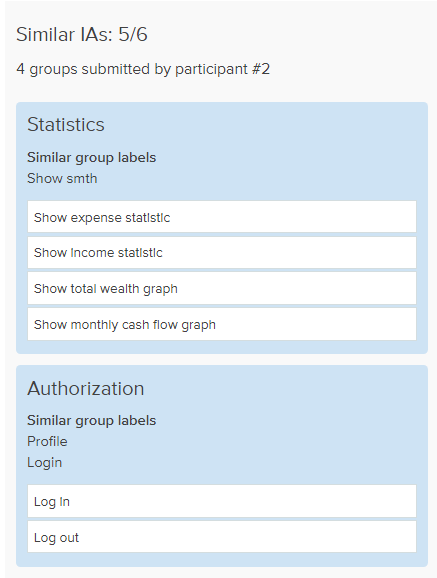 Similar IAs: 5/6
4 groups submitted by participant #2
Statistics
Similar group labels
Show smth
Show expense statistic
Show income statistic
Show total wealth graph
Show monthly cash flow graph
Authorization
Similar group labels
Profile
Login
Log in
Log out